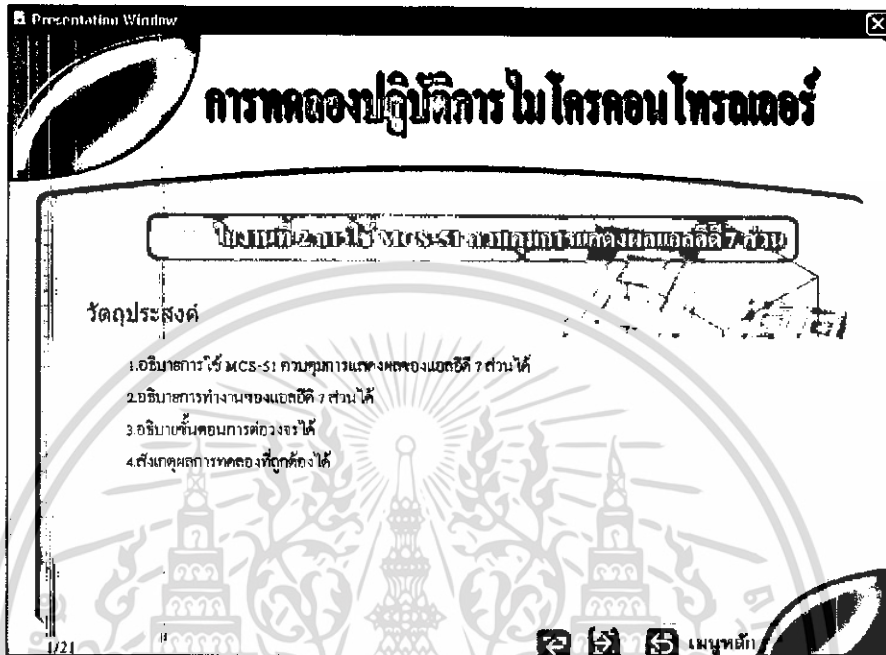 Presentation Window
การทดลองปฏิบัติการไมโครคอนโทรลเลอร์
ใบงานที่ 2 การใช้ MCS-51 ควบคุมการแสดงผลแอลอีดี 7 ส่วน
วัตถุประสงค์
1.อธิบายการใช้ MCS-51 ควบคุมการแสดงผลของแอลอีดี 7 ส่วนได้
2.อธิบายการทำงานของแอลอีดี 7 ส่วนได้
3.อธิบายขั้นตอนการต่อวงจรได้
4.สังเกตุผลการทดลองที่ถูกต้องได้
1/21
เมนูหลัก